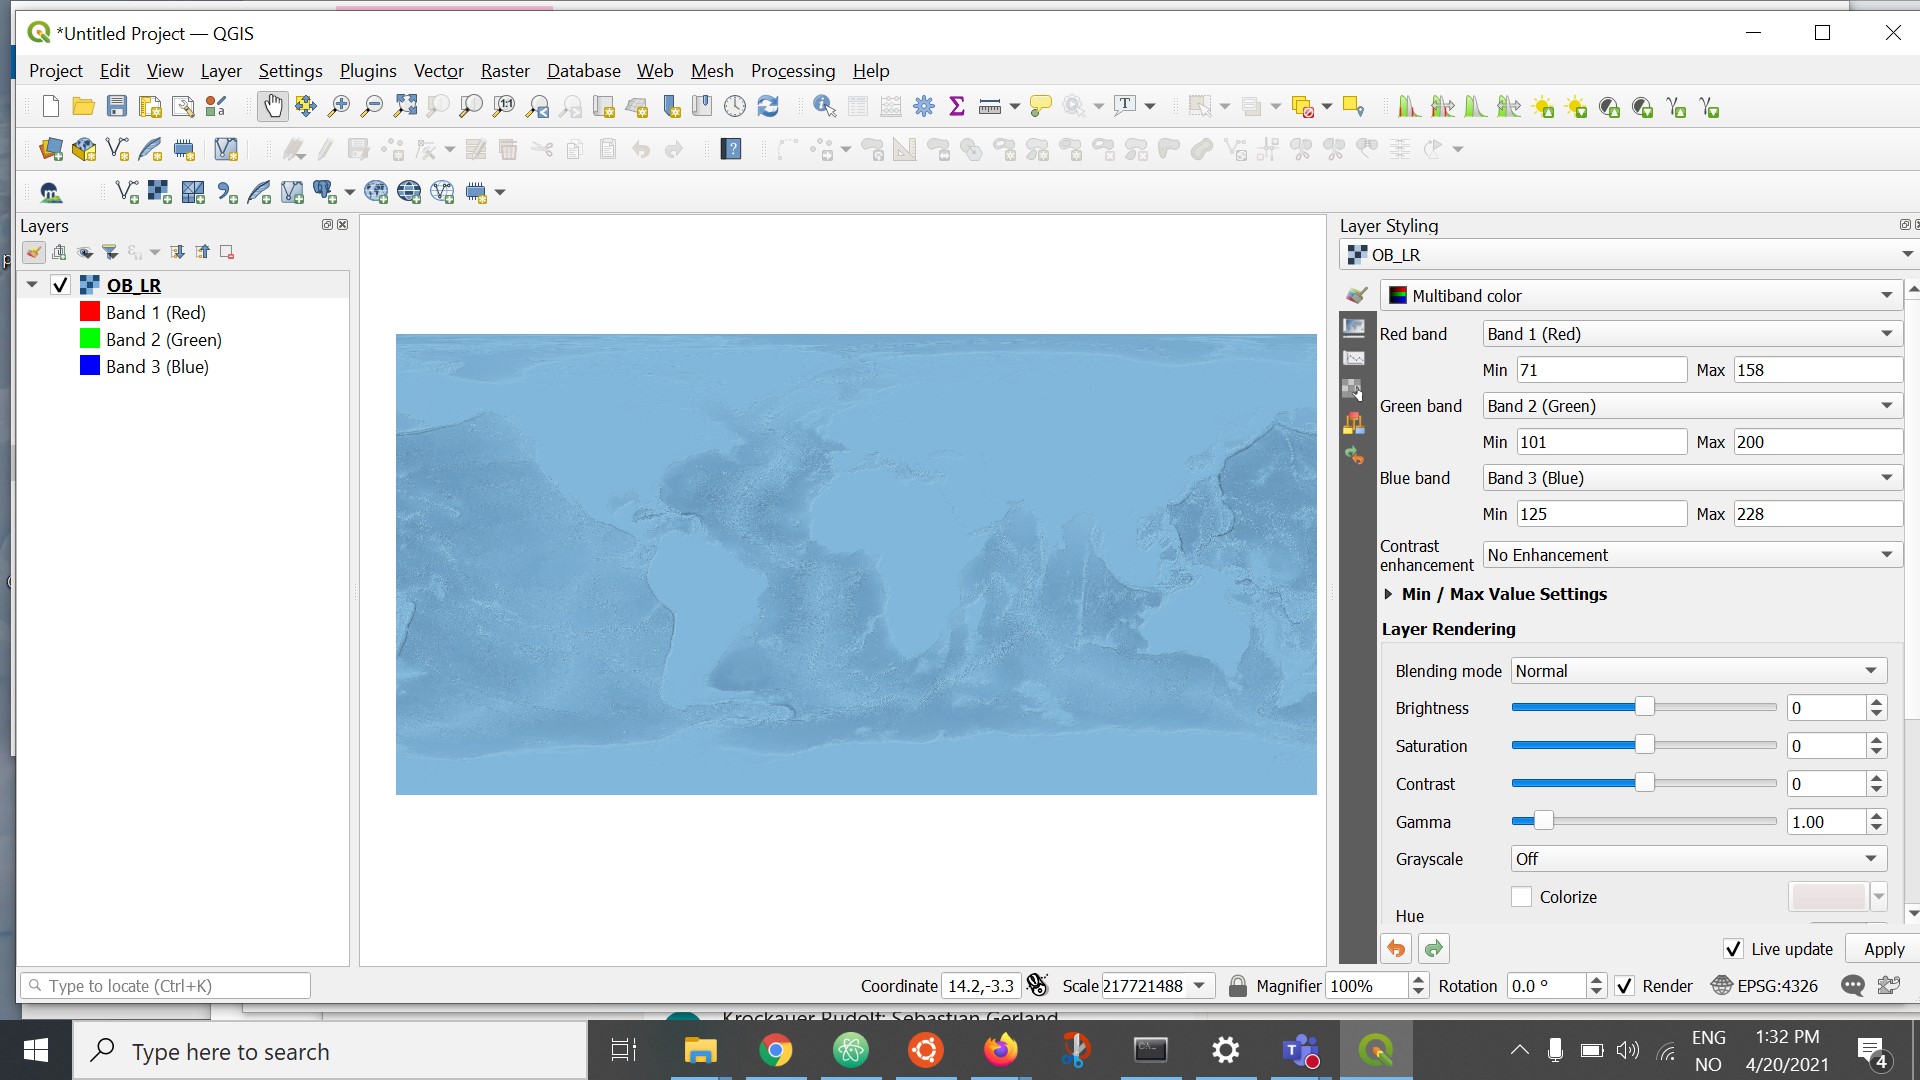 *Untitled Project — QGIS
Project Edit View Layer Settings Plugins Vector Raster Database Web Mesh Processing Help
Layers
OB_LR
Band 1 (Red)
Band 2 (Green)
Band 3 (Blue)
Layer Styling
OB_LR
Multiband color
Red band Band 1 (Red)
Min 71 Max 158
Green band Band 2 (Green)
Min 101 Max 200
Blue band Band 3 (Blue)
Min 125 Max 228
Contrast enhancement No Enhancement
Min / Max Value Settings
Layer Rendering
Blending mode Normal
Brightness 0
Saturation 0
Contrast 0
Gamma 1.00
Grayscale Off
Colorize
Hue
Live update Apply
Type to locate (Ctrl+K) Coordinate 14.2,-3.3 Scale 217721488 Magnifier 100% Rotation 0.0 ° Render EPSG:4326
Type here to search
ENG
NO
1:32 PM
4/20/2021
4